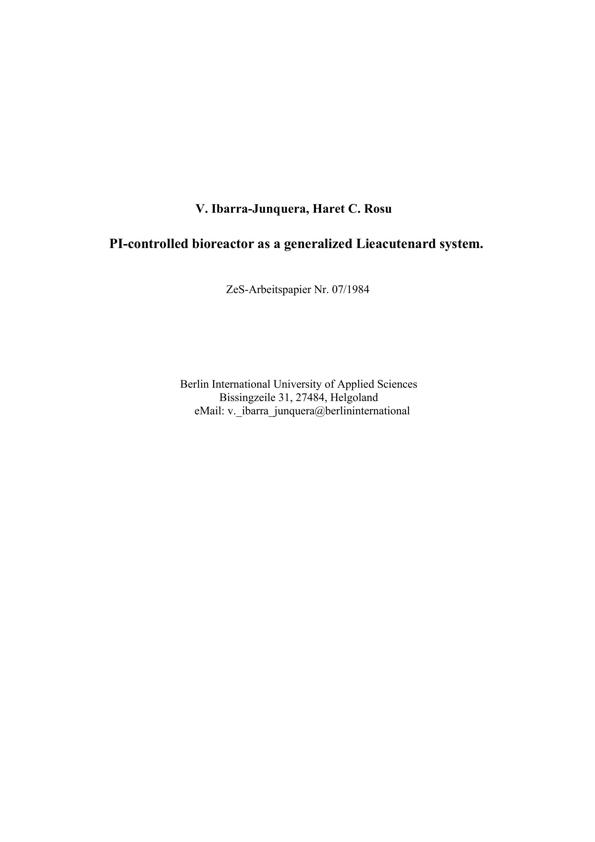 V. Ibarra-Junquera, Haret C. Rosu
PI-controlled bioreactor as a generalized Lieacutenard system.
ZeS-Arbeitspapier Nr. 07/1984
Berlin International University of Applied Sciences
Bissingzeile 31, 27484, Helgoland
eMail: v._ibarra_junquera@berlininternational